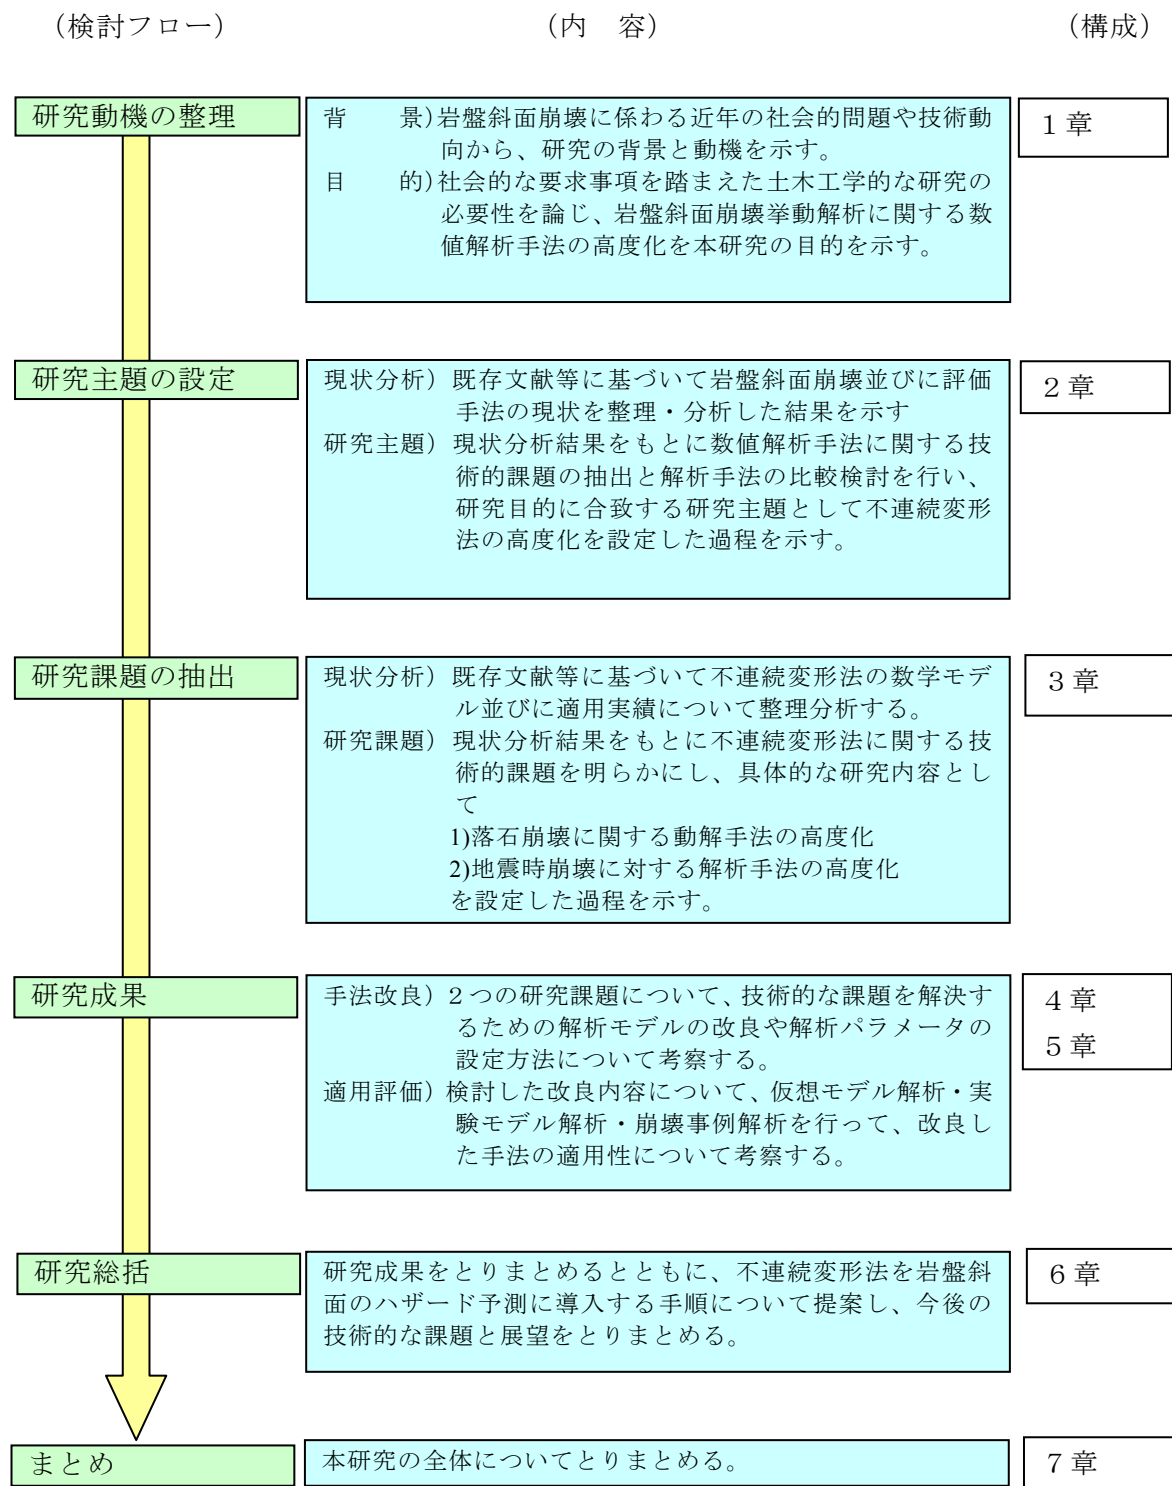 （検討フロー）　（内　容）　（構成）
研究動機の整理
背　　景）岩盤斜面崩壊に係わる近年の社会的問題や技術動
向から、研究の背景と動機を示す。
目　　的）社会的な要求事項を踏まえた土木工学的な研究の
必要性を論じ、岩盤斜面崩壊挙動解析に関する数
値解析手法の高度化を本研究の目的を示す。
１章
研究主題の設定
現状分析）既存文献等に基づいて岩盤斜面崩壊並びに評価
手法の現状を整理・分析した結果を示す
研究主題）現状分析結果をもとに数値解析手法に関する技
術的課題の抽出と解析手法の比較検討を行い、
研究目的に合致する研究主題として不連続変形
法の高度化を設定した過程を示す。
２章
研究課題の抽出
現状分析）既存文献等に基づいて不連続変形法の数学モデ
ル並びに適用実績について整理分析する。
研究課題）現状分析結果をもとに不連続変形法に関する技
術的課題を明らかにし、具体的な研究内容とし
て
1)落石崩壊に関する動解手法の高度化
2)地震時崩壊に対する解析手法の高度化
を設定した過程を示す。
３章
研究成果
手法改良）２つの研究課題について、技術的な課題を解決す
るための解析モデルの改良や解析パラメータの
設定方法について考察する。
適用評価）検討した改良内容について、仮想モデル解析・実
験モデル解析・崩壊事例解析を行って、改良し
た手法の適用性について考察する。
４章
５章
研究総括
研究成果をとりまとめるとともに、不連続変形法を岩盤斜
面のハザード予測に導入する手順について提案し、今後の
技術的な課題と展望をとりまとめる。
６章
まとめ
本研究の全体についてとりまとめる。
７章